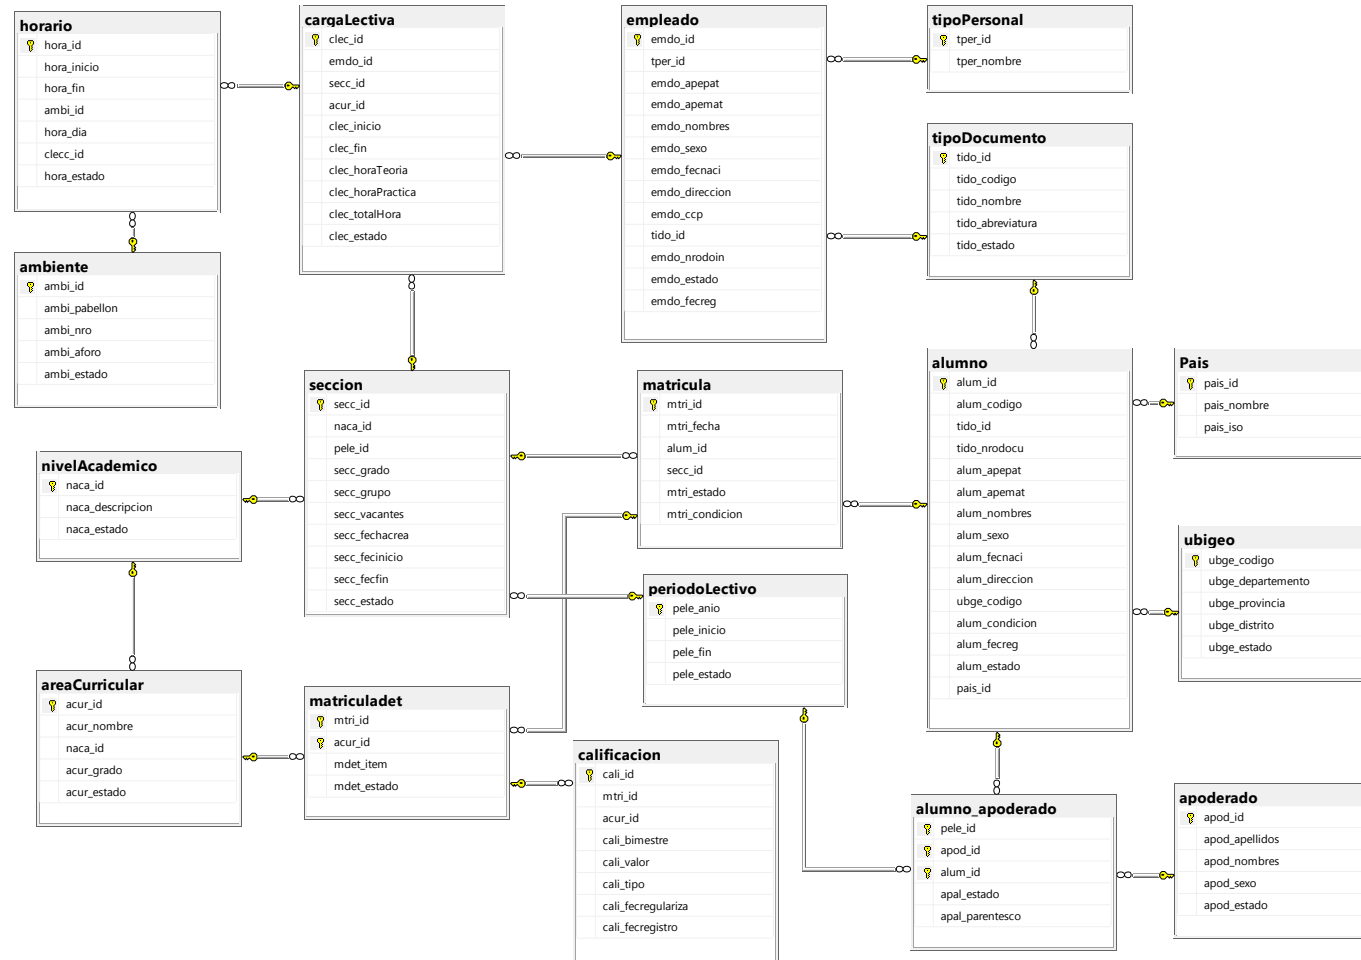 horario
hora_id
hora_inicio
hora_fin
ambi_id
hora_dia
clecc_id
hora_estado
cargaLectiva
clec_id
emdo_id
secc_id
acur_id
clec_inicio
clec_fin
clec_horaTeoria
clec_horaPractica
clec_totalHora
clec_estado
empleado
emdo_id
tper_id
emdo_apepat
emdo_apemat
emdo_nombres
emdo_sexo
emdo_fecnaci
emdo_direccion
emdo_ccp
tido_id
emdo_nrodoin
emdo_estado
emdo_fecreg
tipoPersonal
tper_id
tper_nombre
tipoDocumento
tido_id
tido_codigo
tido_nombre
tido_abreviatura
tido_estado
ambiente
ambi_id
ambi_pabellon
ambi_nro
ambi_aforo
ambi_estado
seccion
secc_id
naca_id
pele_id
secc_grado
secc_grupo
secc_vacantes
secc_fechacrea
secc_fecinicio
secc_fecfin
secc_estado
matricula
mtri_id
mtri_fecha
alum_id
secc_id
mtri_estado
mtri_condicion
alumno
alum_id
alum_codigo
tido_id
tido_nrodocu
alum_apepat
alum_apemat
alum_nombres
alum_sexo
alum_fecnaci
alum_direccion
ubge_codigo
alum_condicion
alum_fecreg
alum_estado
pais_id
Pais
pais_id
pais_nombre
pais_iso
nivelAcademico
naca_id
naca_descripcion
naca_estado
periodoLectivo
pele_anio
pele_inicio
pele_fin
pele_estado
ubigeo
ubge_codigo
ubge_departemento
ubge_provincia
ubge_distrito
ubge_estado
areaCurricular
acur_id
acur_nombre
naca_id
acur_grado
acur_estado
matriculadet
mtri_id
acur_id
mdet_item
mdet_estado
calificacion
cali_id
mtri_id
acur_id
cali_bimestre
cali_valor
cali_tipo
cali_fecregulariza
cali_fecregistro
alumno_apoderado
pele_id
apod_id
alum_id
apal_estado
apal_parentesco
apoderado
apod_id
apod_apellidos
apod_nombres
apod_sexo
apod_estado